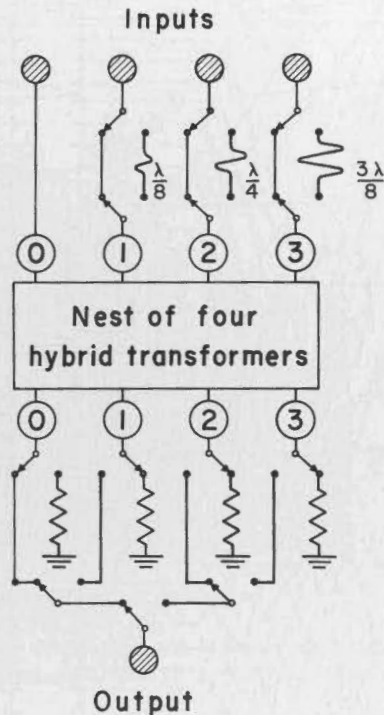 Inputs
λ/8 λ/4 3λ/8
0 1 2 3
Nest of four
hybrid transformers
0 1 2 3
Output